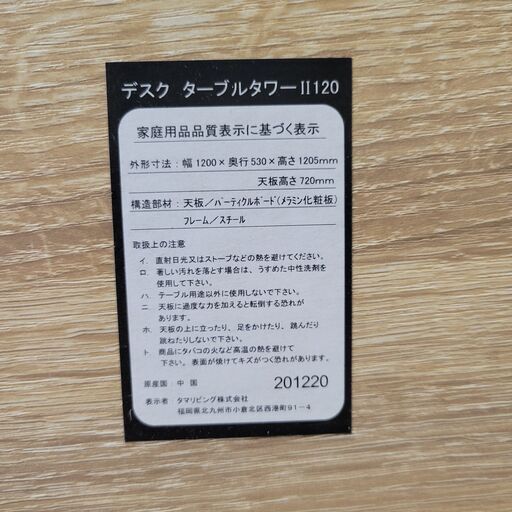 デスク ターブルタワーII120
家庭用品品質表示に基づく表示
外形寸法：幅1200×奥行530×高さ1205mm
天板高さ720mm
構造部材：天板／パーティクルボード(メラミン化粧板)
フレーム／スチール
取扱上の注意
イ．直射日光又はストーブなどの熱を避けてください。
ロ．著しい汚れを落とす場合は、うすめた中性洗剤を
使用して下さい。
ハ．テーブル用途以外に使用しないで下さい。
ニ．天板に過度な力を加えると転倒する恐れが
あります。
ホ．天板の上に立ったり、足をかけたり、跳んだり
跳ねたりしないで下さい。
ト．商品にタバコの火など高温の熱を避けて
下さい。表面が焼けてキズがつく恐れがあります。
原産国：中 国
201220
表示者 タマリビング株式会社
福岡県北九州市小倉北区西港町91－4